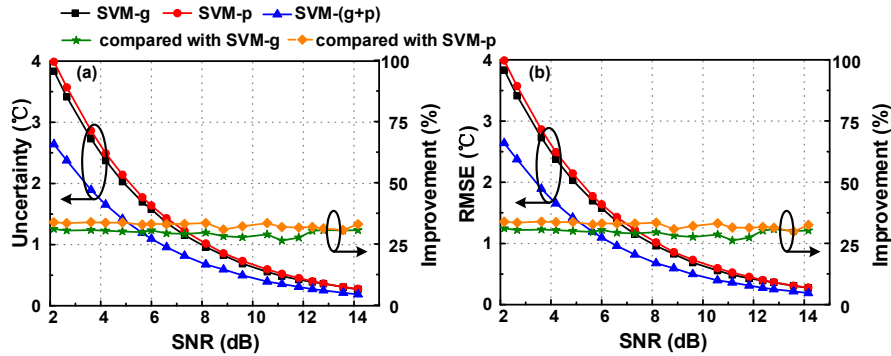 SVM-g SVM-p SVM-(g+p)
compared with SVM-g compared with SVM-p
(a)
Uncertainty (℃)
4
3
2
1
0
100
75
50
25
0
Improvement (%)
2 4 6 8 10 12 14
SNR (dB)
(b)
RMSE (℃)
4
3
2
1
0
100
75
50
25
0
Improvement (%)
2 4 6 8 10 12 14
SNR (dB)